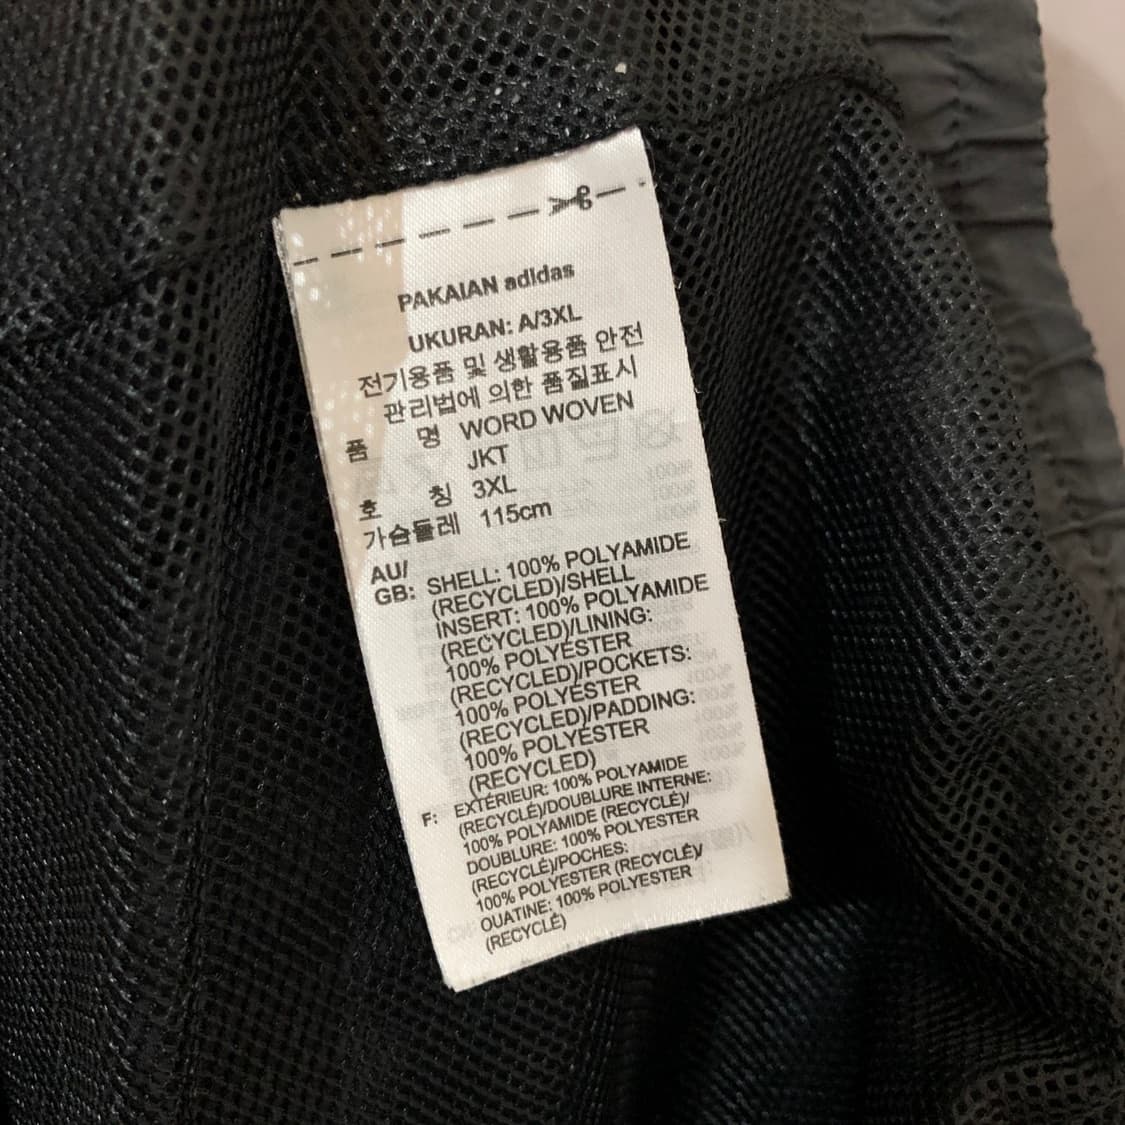 PAKAIAN adidas
UKURAN: A/3XL
전기용품 및 생활용품 안전
관리법에 의한 품질표시
품 명 WORD WOVEN
JKT
호 칭 3XL
가슴둘레 115cm
AU/
GB: SHELL: 100% POLYAMIDE
(RECYCLED)/SHELL
INSERT: 100% POLYAMIDE
(RECYCLED)/LINING:
100% POLYESTER
(RECYCLED)/POCKETS:
100% POLYESTER
(RECYCLED)/PADDING:
100% POLYESTER
(RECYCLED)
F: EXTÉRIEUR: 100% POLYAMIDE
(RECYCLÉ)/DOUBLURE INTERNE:
100% POLYAMIDE (RECYCLÉ)/
DOUBLURE: 100% POLYESTER
(RECYCLÉ)/POCHES:
100% POLYESTER (RECYCLÉ)/
OUATINE: 100% POLYESTER
(RECYCLÉ)